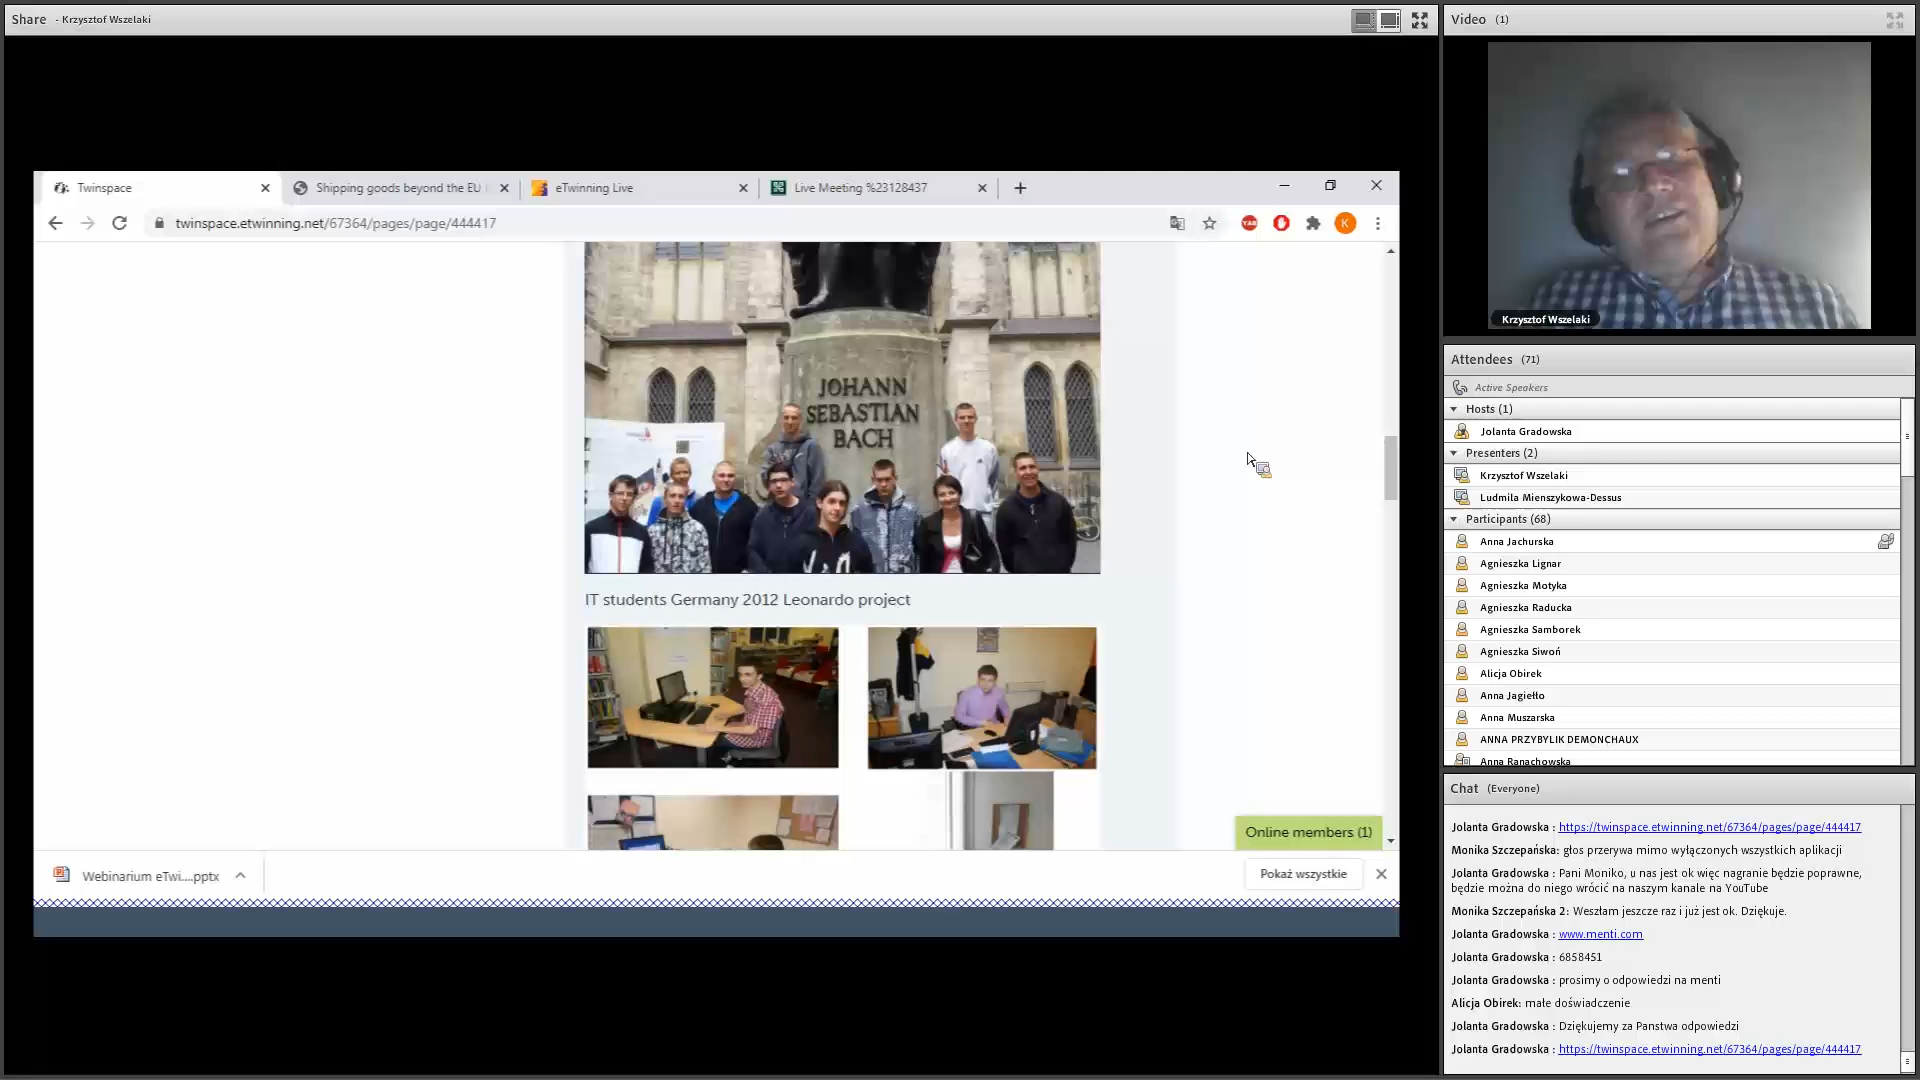 Share - Krzysztof Wszelaki
Twinspace
Shipping goods beyond the EU
eTwinning Live
Live Meeting %23128437
twinspace.etwinning.net/67364/pages/page/444417
K
JOHANN
SEBASTIAN
BACH
IT students Germany 2012 Leonardo project
Online members (1)
Webinarium eTwi....pptx
Pokaż wszystkie
Video (1)
Krzysztof Wszelaki
Attendees (71)
Active Speakers
Hosts (1)
Jolanta Gradowska
Presenters (2)
Krzysztof Wszelaki
Ludmila Mienszykowa-Dessus
Participants (68)
Anna Jachurska
Agnieszka Lignar
Agnieszka Motyka
Agnieszka Raducka
Agnieszka Samborek
Agnieszka Siwoń
Alicja Obirek
Anna Jagiełło
Anna Muszarska
ANNA PRZYBYLIK DEMONCHAUX
Anna Ranachowska
Chat (Everyone)
Jolanta Gradowska : https://twinspace.etwinning.net/67364/pages/page/444417
Monika Szczepańska: głos przerywa mimo wyłączonych wszystkich aplikacji
Jolanta Gradowska : Pani Moniko, u nas jest ok więc nagranie będzie poprawne,
będzie można do niego wrócić na naszym kanale na YouTube
Monika Szczepańska 2: Weszłam jeszcze raz i już jest ok. Dziękuje.
Jolanta Gradowska : www.menti.com
Jolanta Gradowska : 6858451
Jolanta Gradowska : prosimy o odpowiedzi na menti
Alicja Obirek: małe doświadczenie
Jolanta Gradowska : Dziękujemy za Panstwa odpowiedzi
Jolanta Gradowska : https://twinspace.etwinning.net/67364/pages/page/444417